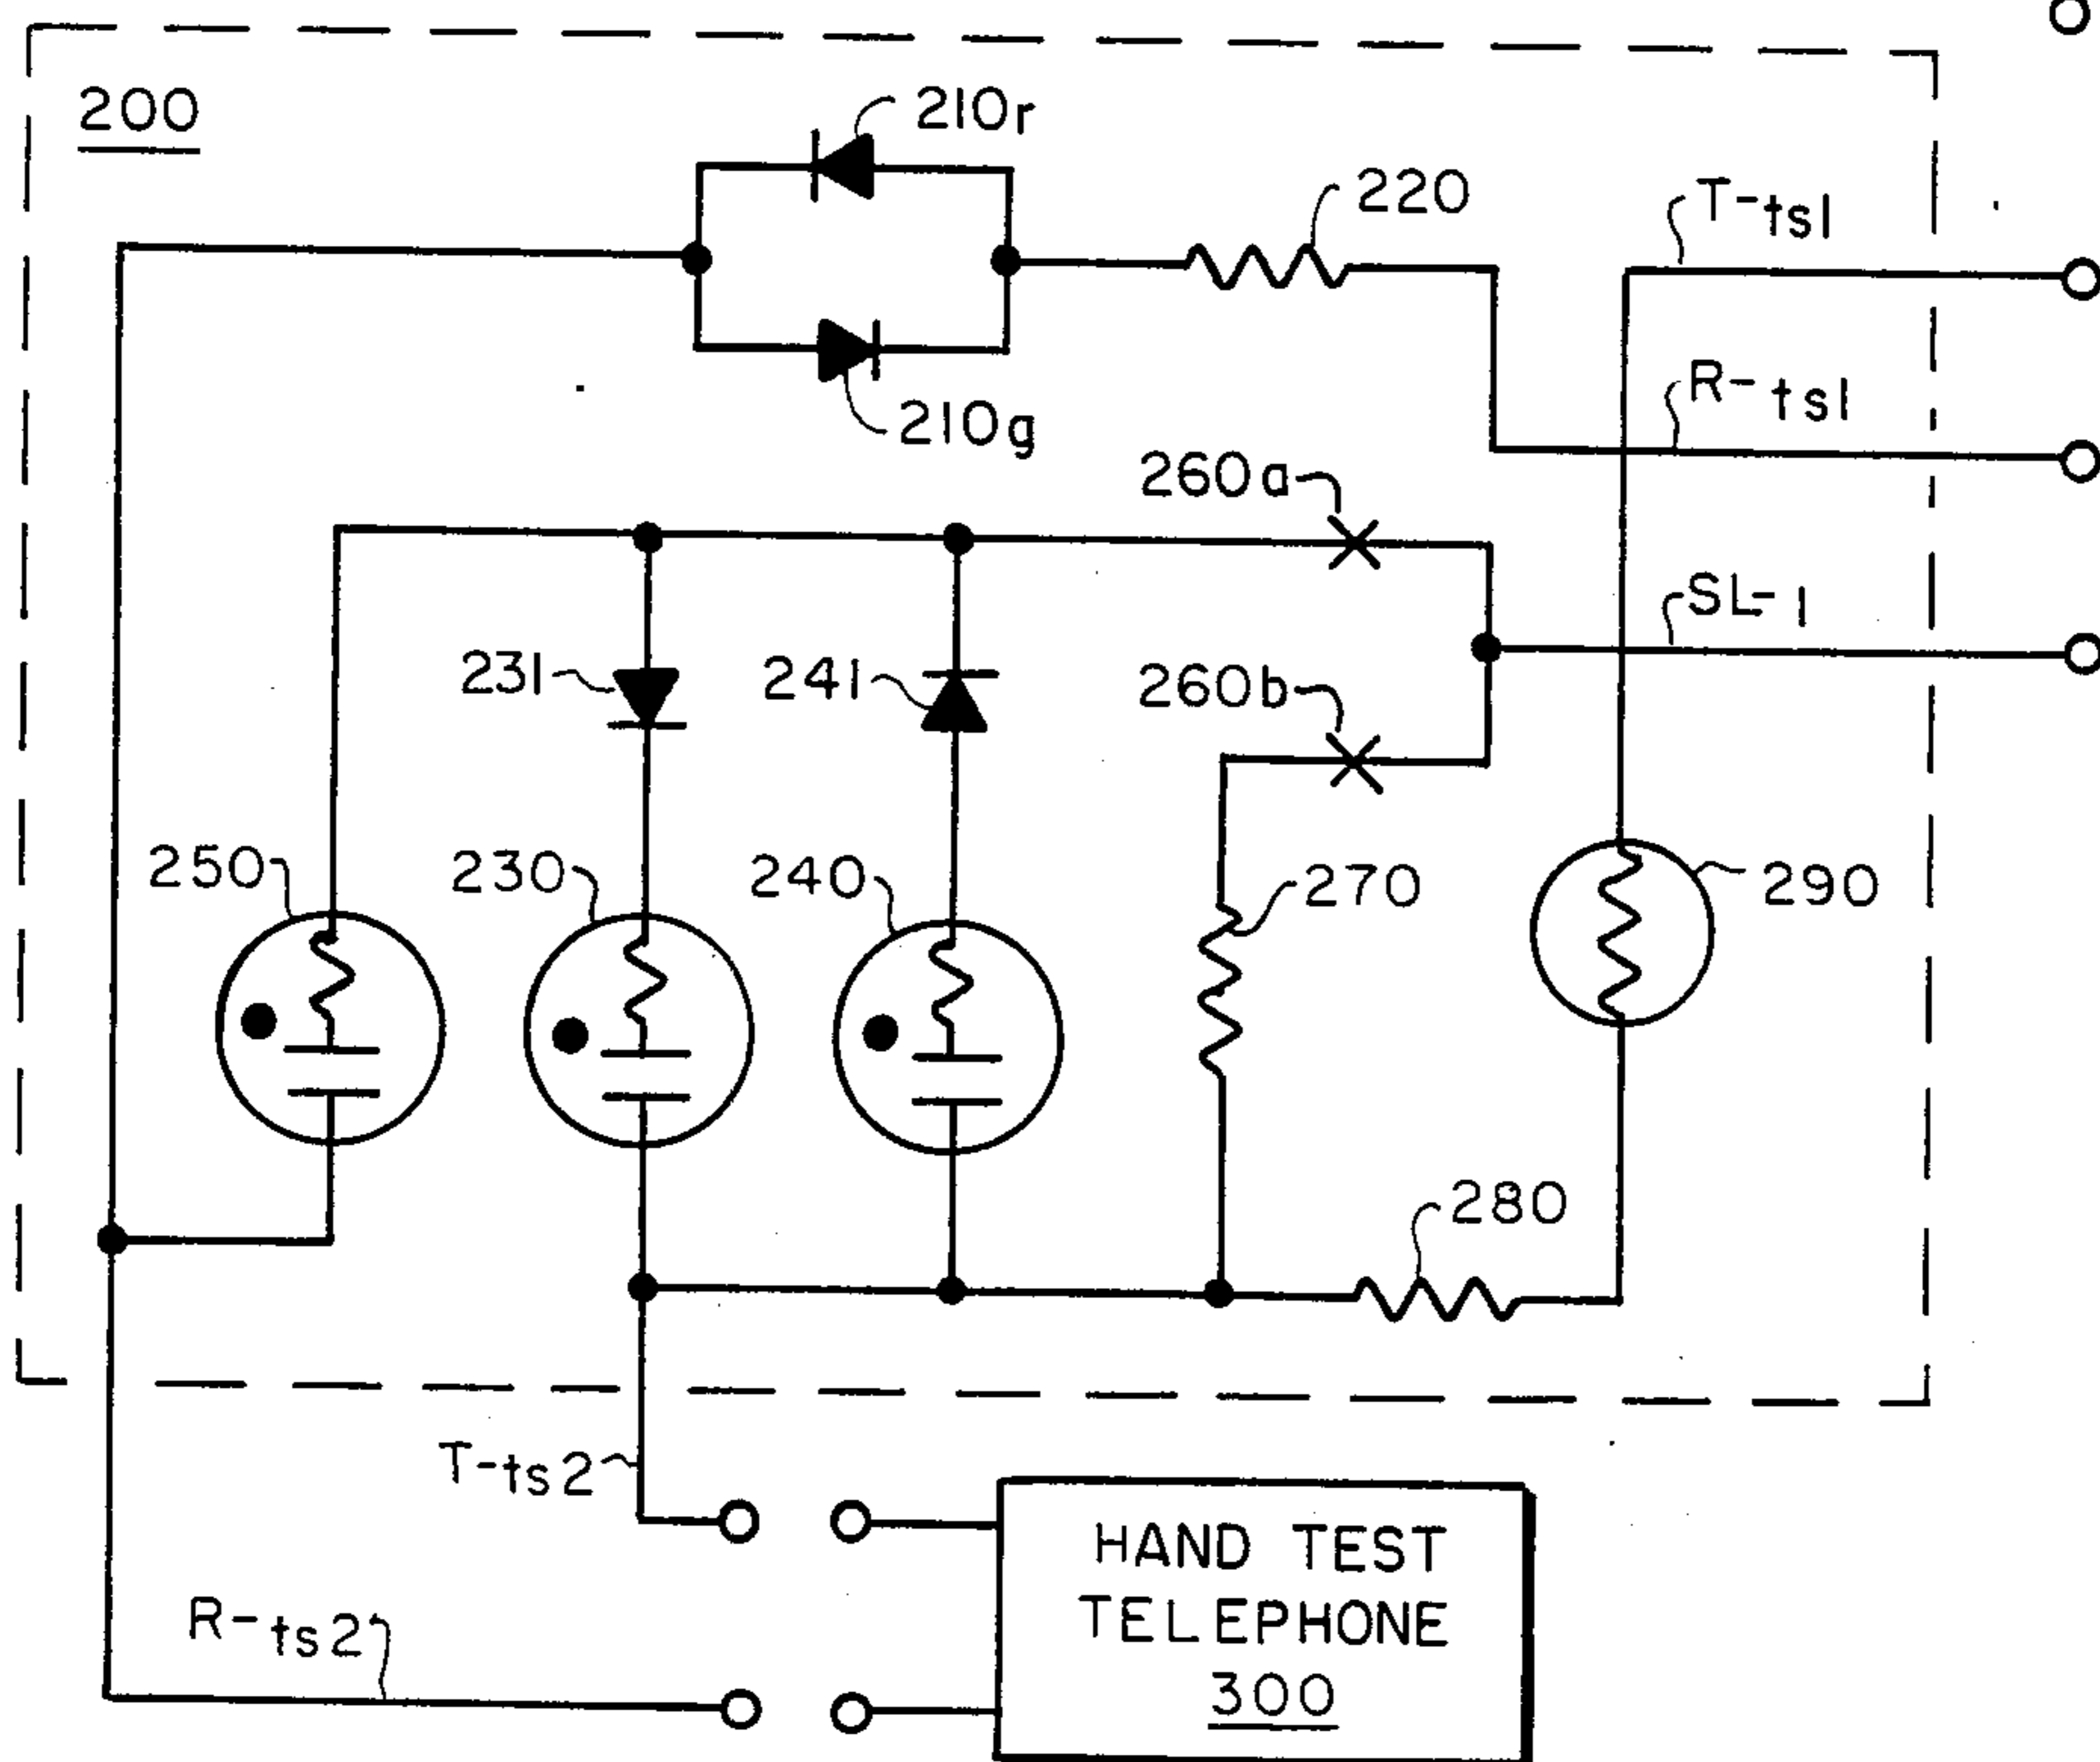 200
210r
220
T-ts1
210g
R-ts1
260a
SL-1
231
241
260b
250
230
240
270
290
280
T-ts2
HAND TEST
TELEPHONE
300
R-ts2